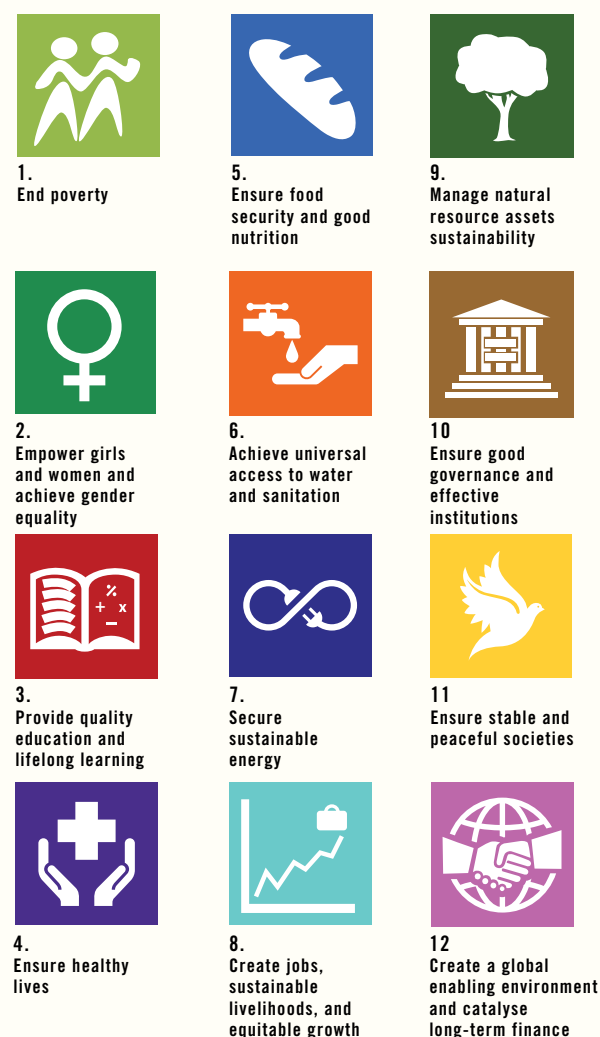 1.
End poverty
2.
Empower girls
and women and
achieve gender
equality
3.
Provide quality
education and
lifelong learning
4.
Ensure healthy
lives
5.
Ensure food
security and good
nutrition
6.
Achieve universal
access to water
and sanitation
7.
Secure
sustainable
energy
8.
Create jobs,
sustainable
livelihoods, and
equitable growth
9.
Manage natural
resource assets
sustainability
10
Ensure good
governance and
effective
institutions
11
Ensure stable and
peaceful societies
12
Create a global
enabling environment
and catalyse
long-term finance